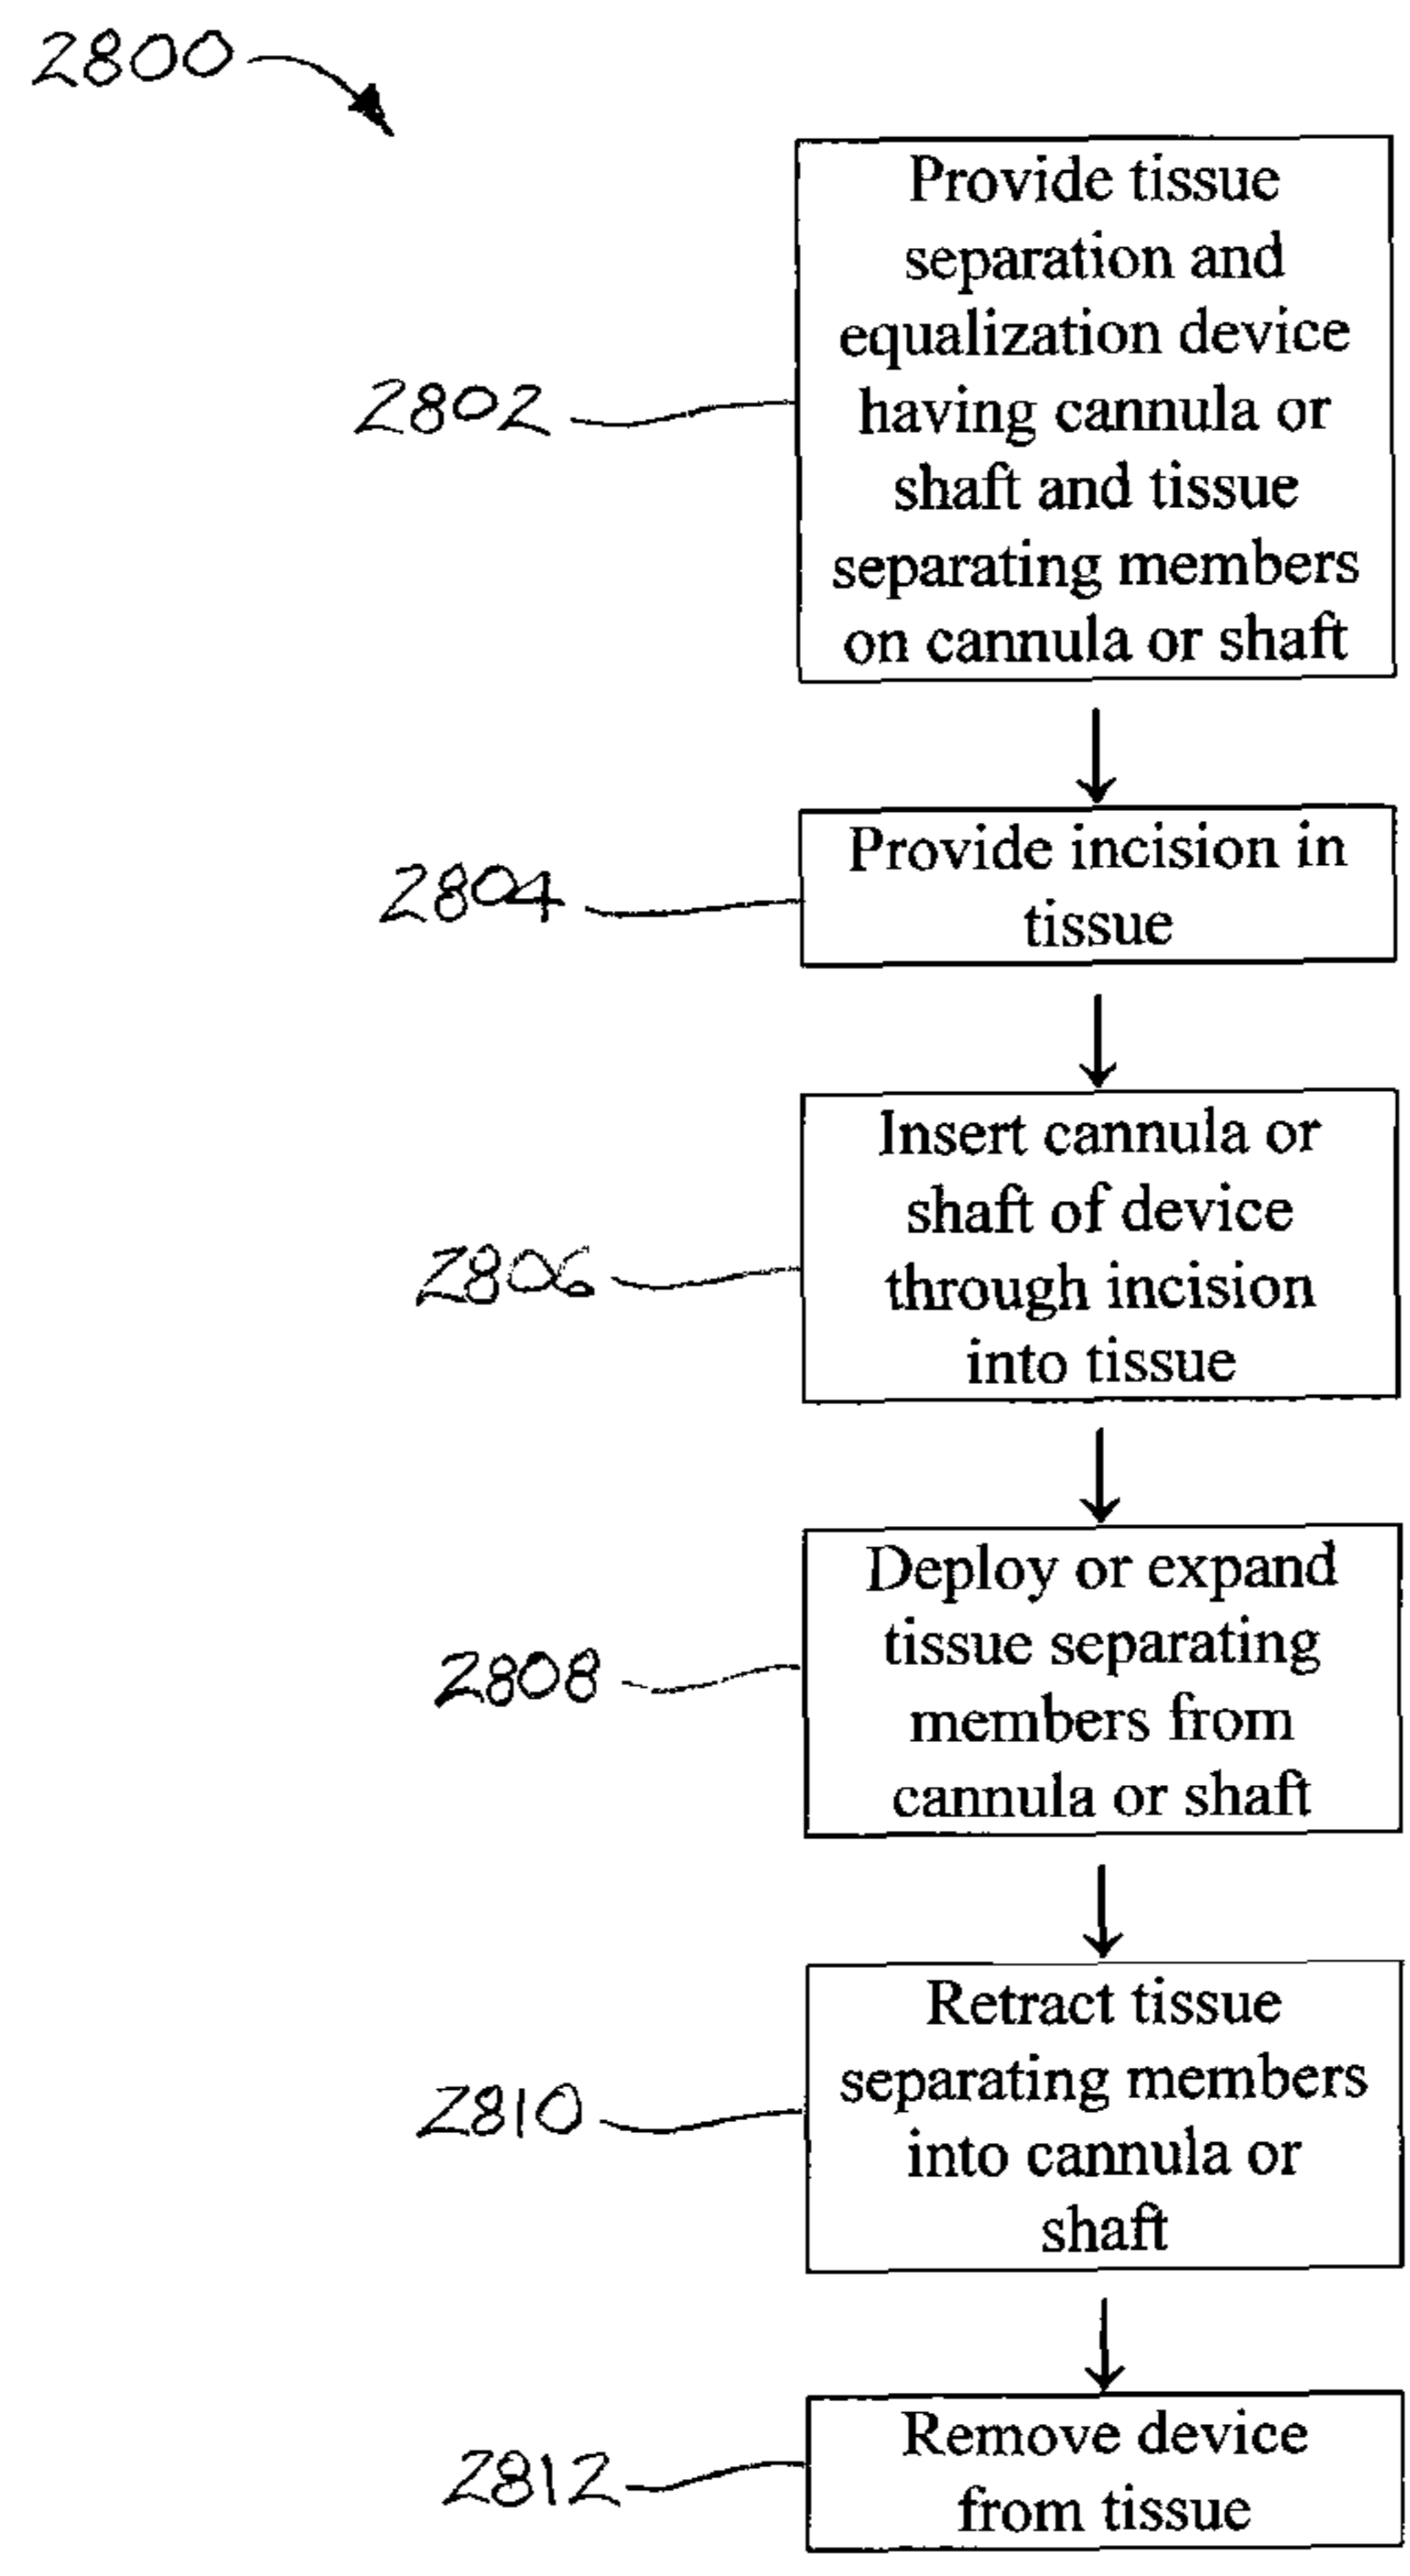 2800
Provide tissue
separation and
equalization device
having cannula or
shaft and tissue
separating members
on cannula or shaft
2802
Provide incision in
tissue
2804
Insert cannula or
shaft of device
through incision
into tissue
2806
Deploy or expand
tissue separating
members from
cannula or shaft
2808
Retract tissue
separating members
into cannula or
shaft
2810
Remove device
from tissue
2812